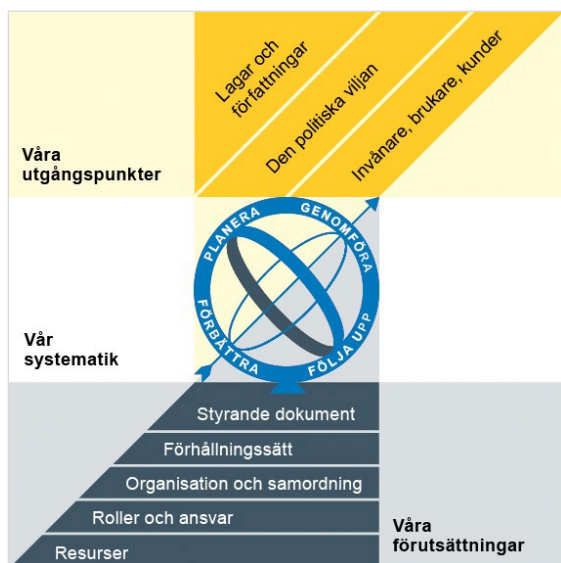 Lagar och
författningar
Den politiska viljan
Invånare, brukare, kunder
Våra
utgångspunkter
PLANERA
GENOMFÖRA
FÖRBÄTTRA
FÖLJA UPP
Vår
systematik
Styrande dokument
Förhållningssätt
Organisation och samordning
Roller och ansvar
Resurser
Våra
förutsättningar